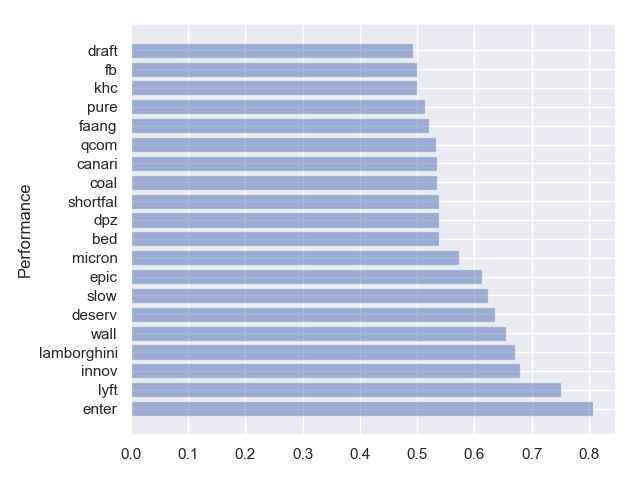 draft
fb
khc
pure
faang
qcom
canari
coal
shortfal
dpz
bed
micron
epic
slow
deserv
wall
lamborghini
innov
lyft
enter
Performance
0.0 0.1 0.2 0.3 0.4 0.5 0.6 0.7 0.8